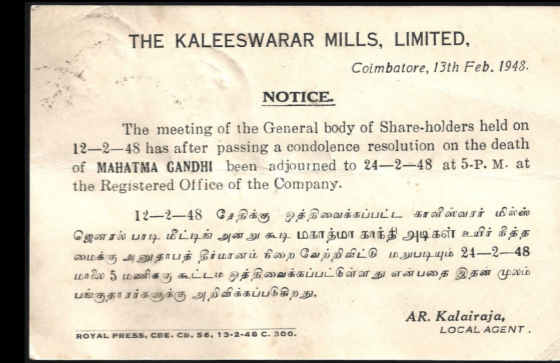 THE KALEESWARAR MILLS, LIMITED,
Coimbatore, 13th Feb. 1948.
NOTICE.
The meeting of the General body of Share-holders held on
12—2—48 has after passing a condolence resolution on the death
of MAHATMA GANDHI been adjourned to 24—2—48 at 5-P. M. at
the Registered Office of the Company.
12—2—48 சேதிக்கு ஒத்திவைக்கப்பட்ட காளீஸ்வரர் மில்ஸ்
ஜெனரல் பாடி மீட்டிங் அன்று கூடி மகாத்மா காந்தி அடிகள் உயிர் நீத்த
மைக்கு அனுதாபத் தீர்மானம் நிறைவேற்றிவிட்டு மறுபடியும் 24—2—48
மாலை 5 மணிக்கு கூட்டம் ஒத்திவைக்கப்பட்டுள்ளது என்பதை இதன் மூலம்
பங்குதாரர்களுக்கு அறிவிக்கப்படுகிறது.
AR. Kalairaja,
LOCAL AGENT.
ROYAL PRESS, CBE. CB. 56, 13-2-48 C. 300.